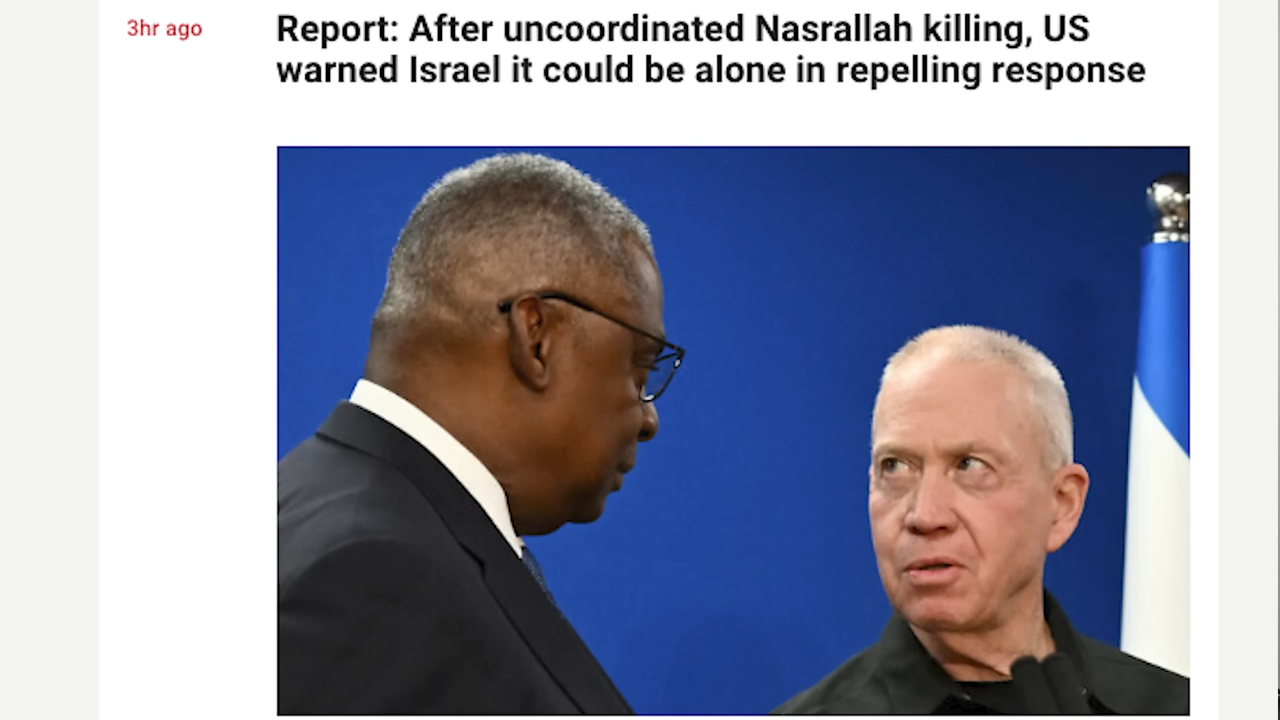 3hr ago
Report: After uncoordinated Nasrallah killing, US
warned Israel it could be alone in repelling response